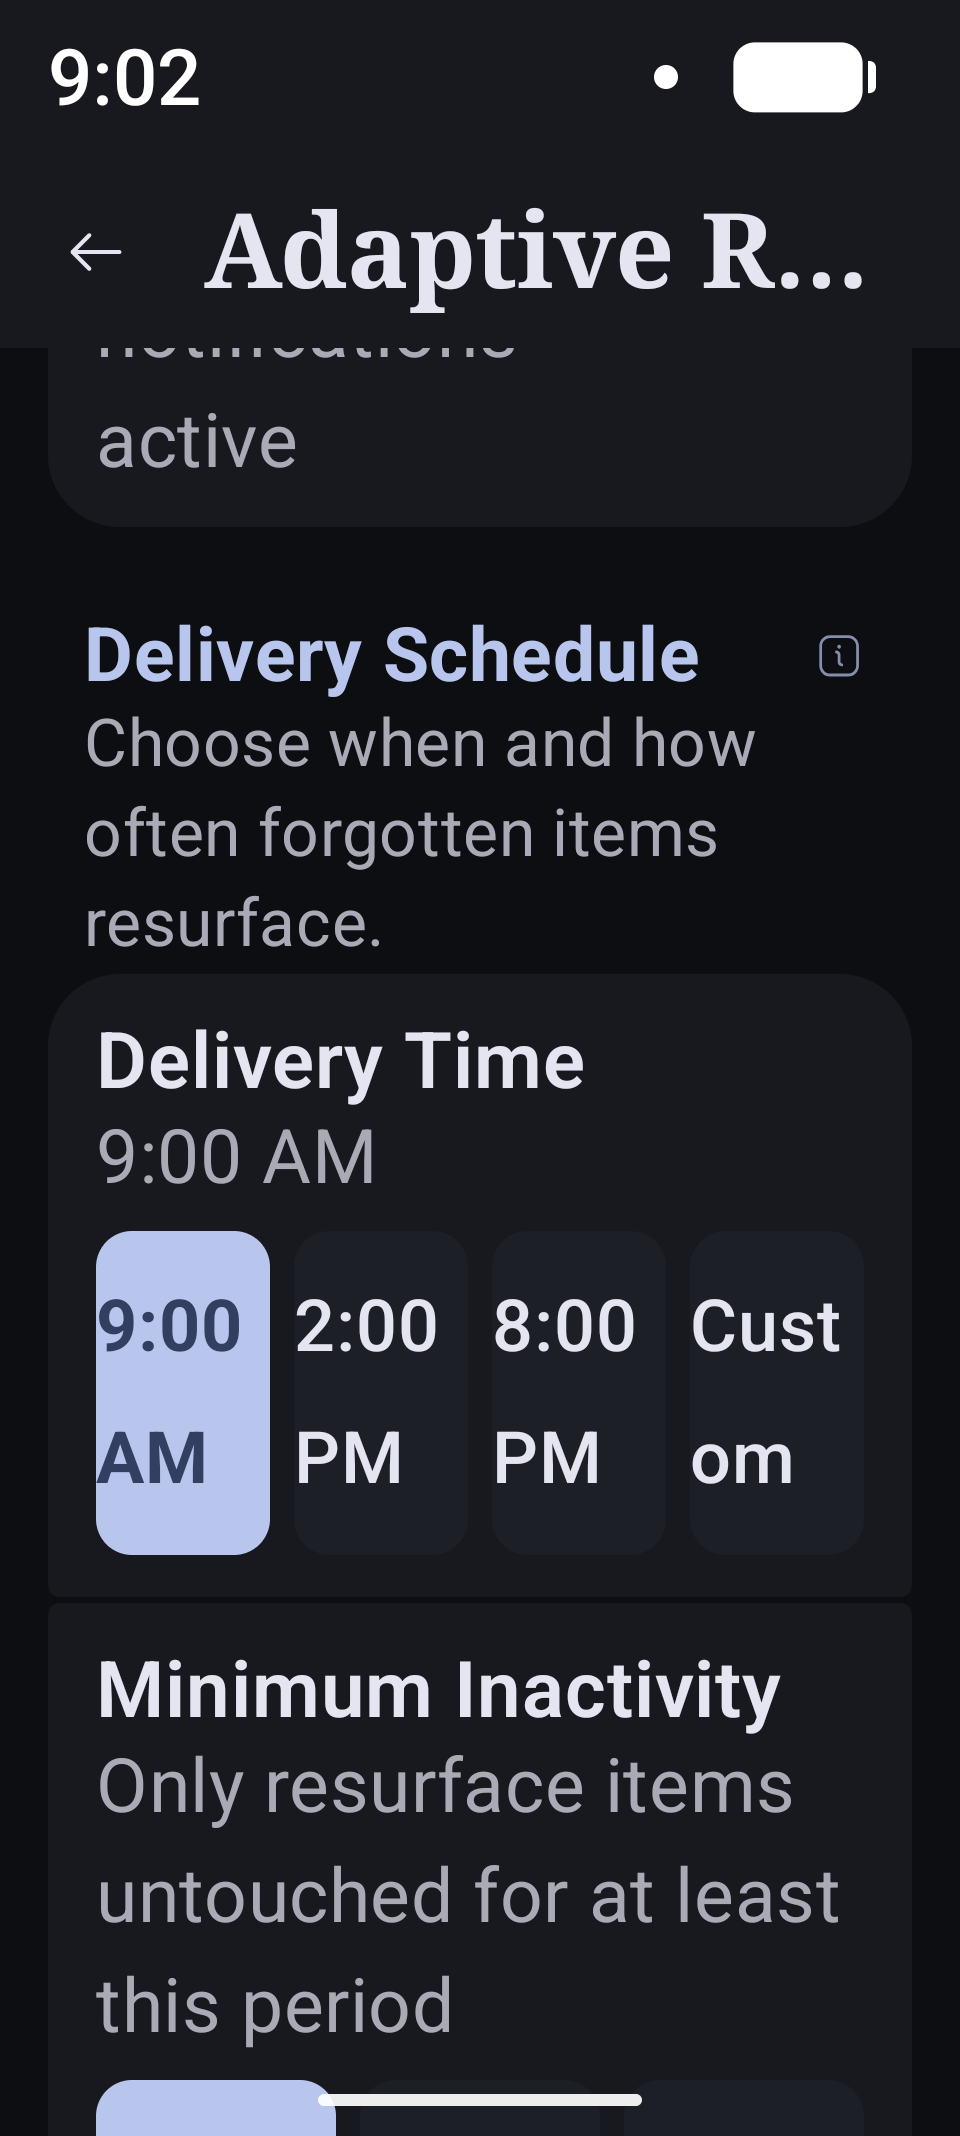 9:02
Adaptive R...
notifications
active
Delivery Schedule
Choose when and how
often forgotten items
resurface.
Delivery Time
9:00 AM
9:00
AM
2:00
PM
8:00
PM
Cust
om
Minimum Inactivity
Only resurface items
untouched for at least
this period